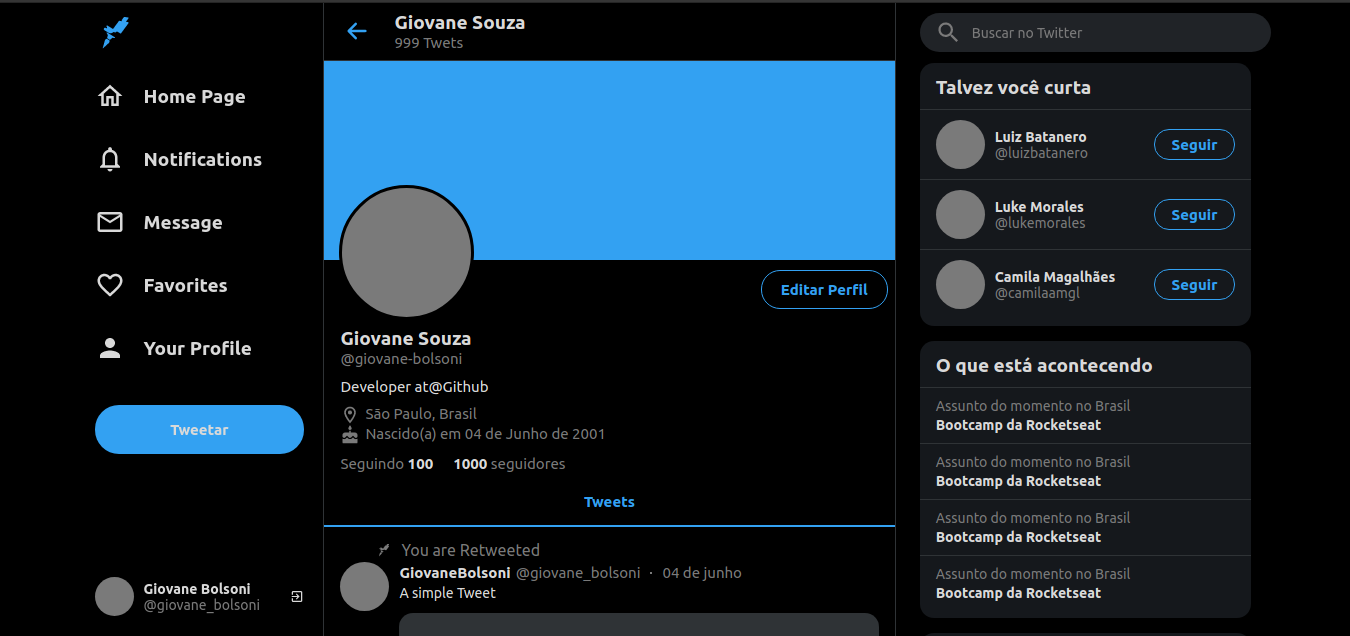 Home Page
Notifications
Message
Favorites
Your Profile
Tweetar
Giovane Bolsoni
@giovane_bolsoni
Giovane Souza
999 Twets
Editar Perfil
Giovane Souza
@giovane-bolsoni
Developer at@Github
São Paulo, Brasil
Nascido(a) em 04 de Junho de 2001
Seguindo 100 1000 seguidores
Tweets
You are Retweeted
GiovaneBolsoni @giovane_bolsoni · 04 de junho
A simple Tweet
Buscar no Twitter
Talvez você curta
Luiz Batanero
@luizbatanero
Seguir
Luke Morales
@lukemorales
Seguir
Camila Magalhães
@camilaamgl
Seguir
O que está acontecendo
Assunto do momento no Brasil
Bootcamp da Rocketseat
Assunto do momento no Brasil
Bootcamp da Rocketseat
Assunto do momento no Brasil
Bootcamp da Rocketseat
Assunto do momento no Brasil
Bootcamp da Rocketseat